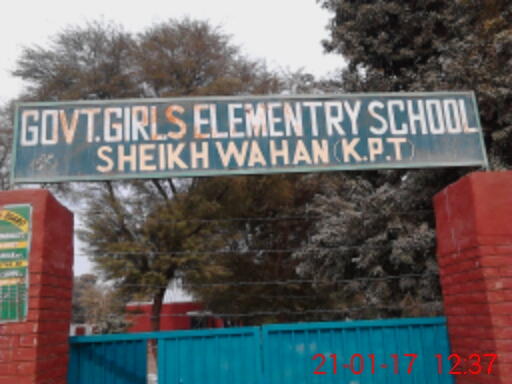 GOVT.GIRLS ELEMENTRY SCHOOL
SHEIKH WAHAN (K.P.T)
21-01-17 12:37